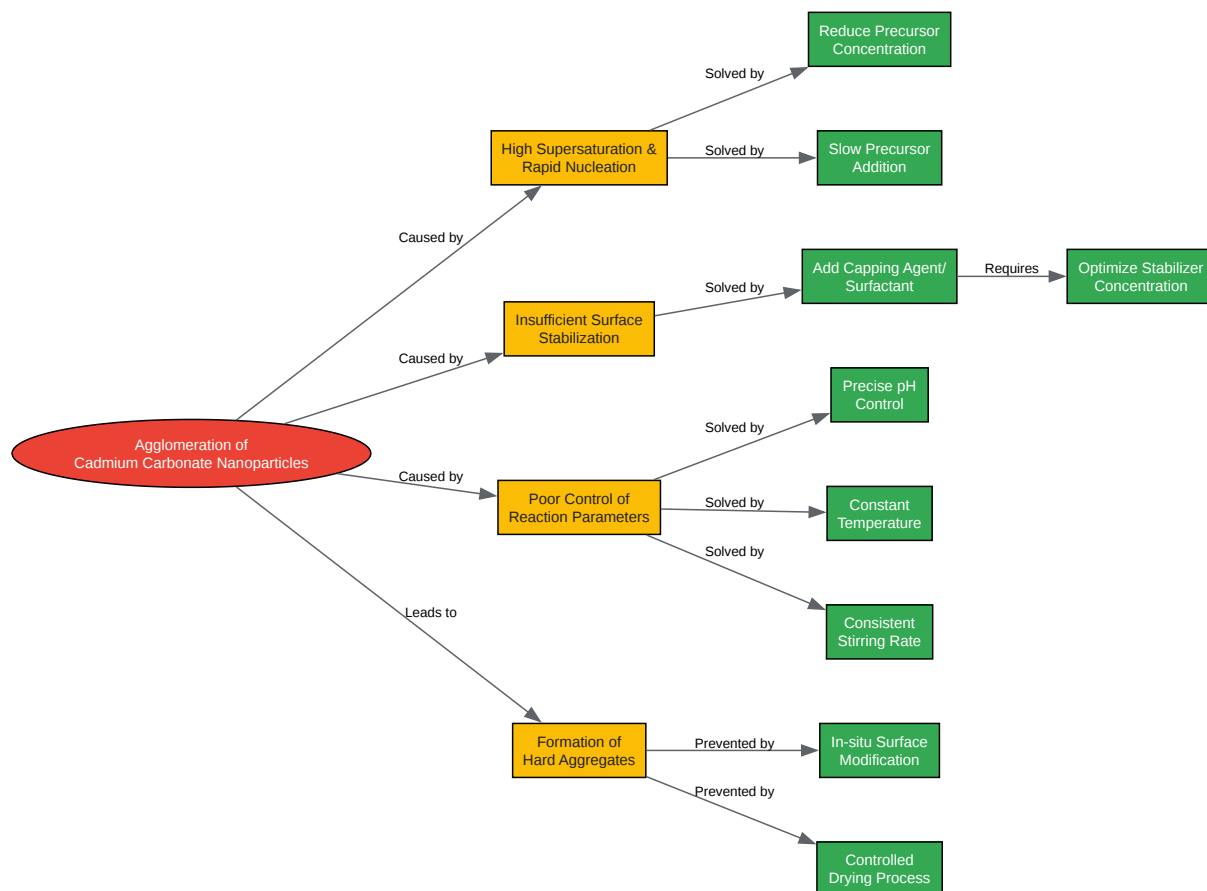 Reduce Precursor
Concentration
Solved by
High Supersaturation &
Rapid Nucleation
Solved by
Slow Precursor
Addition
Caused by
Add Capping Agent/
Surfactant
Requires
Optimize Stabilizer
Concentration
Solved by
Insufficient Surface
Stabilization
Caused by
Precise pH
Control
Solved by
Agglomeration of
Cadmium Carbonate Nanoparticles
Caused by
Poor Control of
Reaction Parameters
Solved by
Constant
Temperature
Solved by
Consistent
Stirring Rate
Leads to
Formation of
Hard Aggregates
Prevented by
In-situ Surface
Modification
Prevented by
Controlled
Drying Process